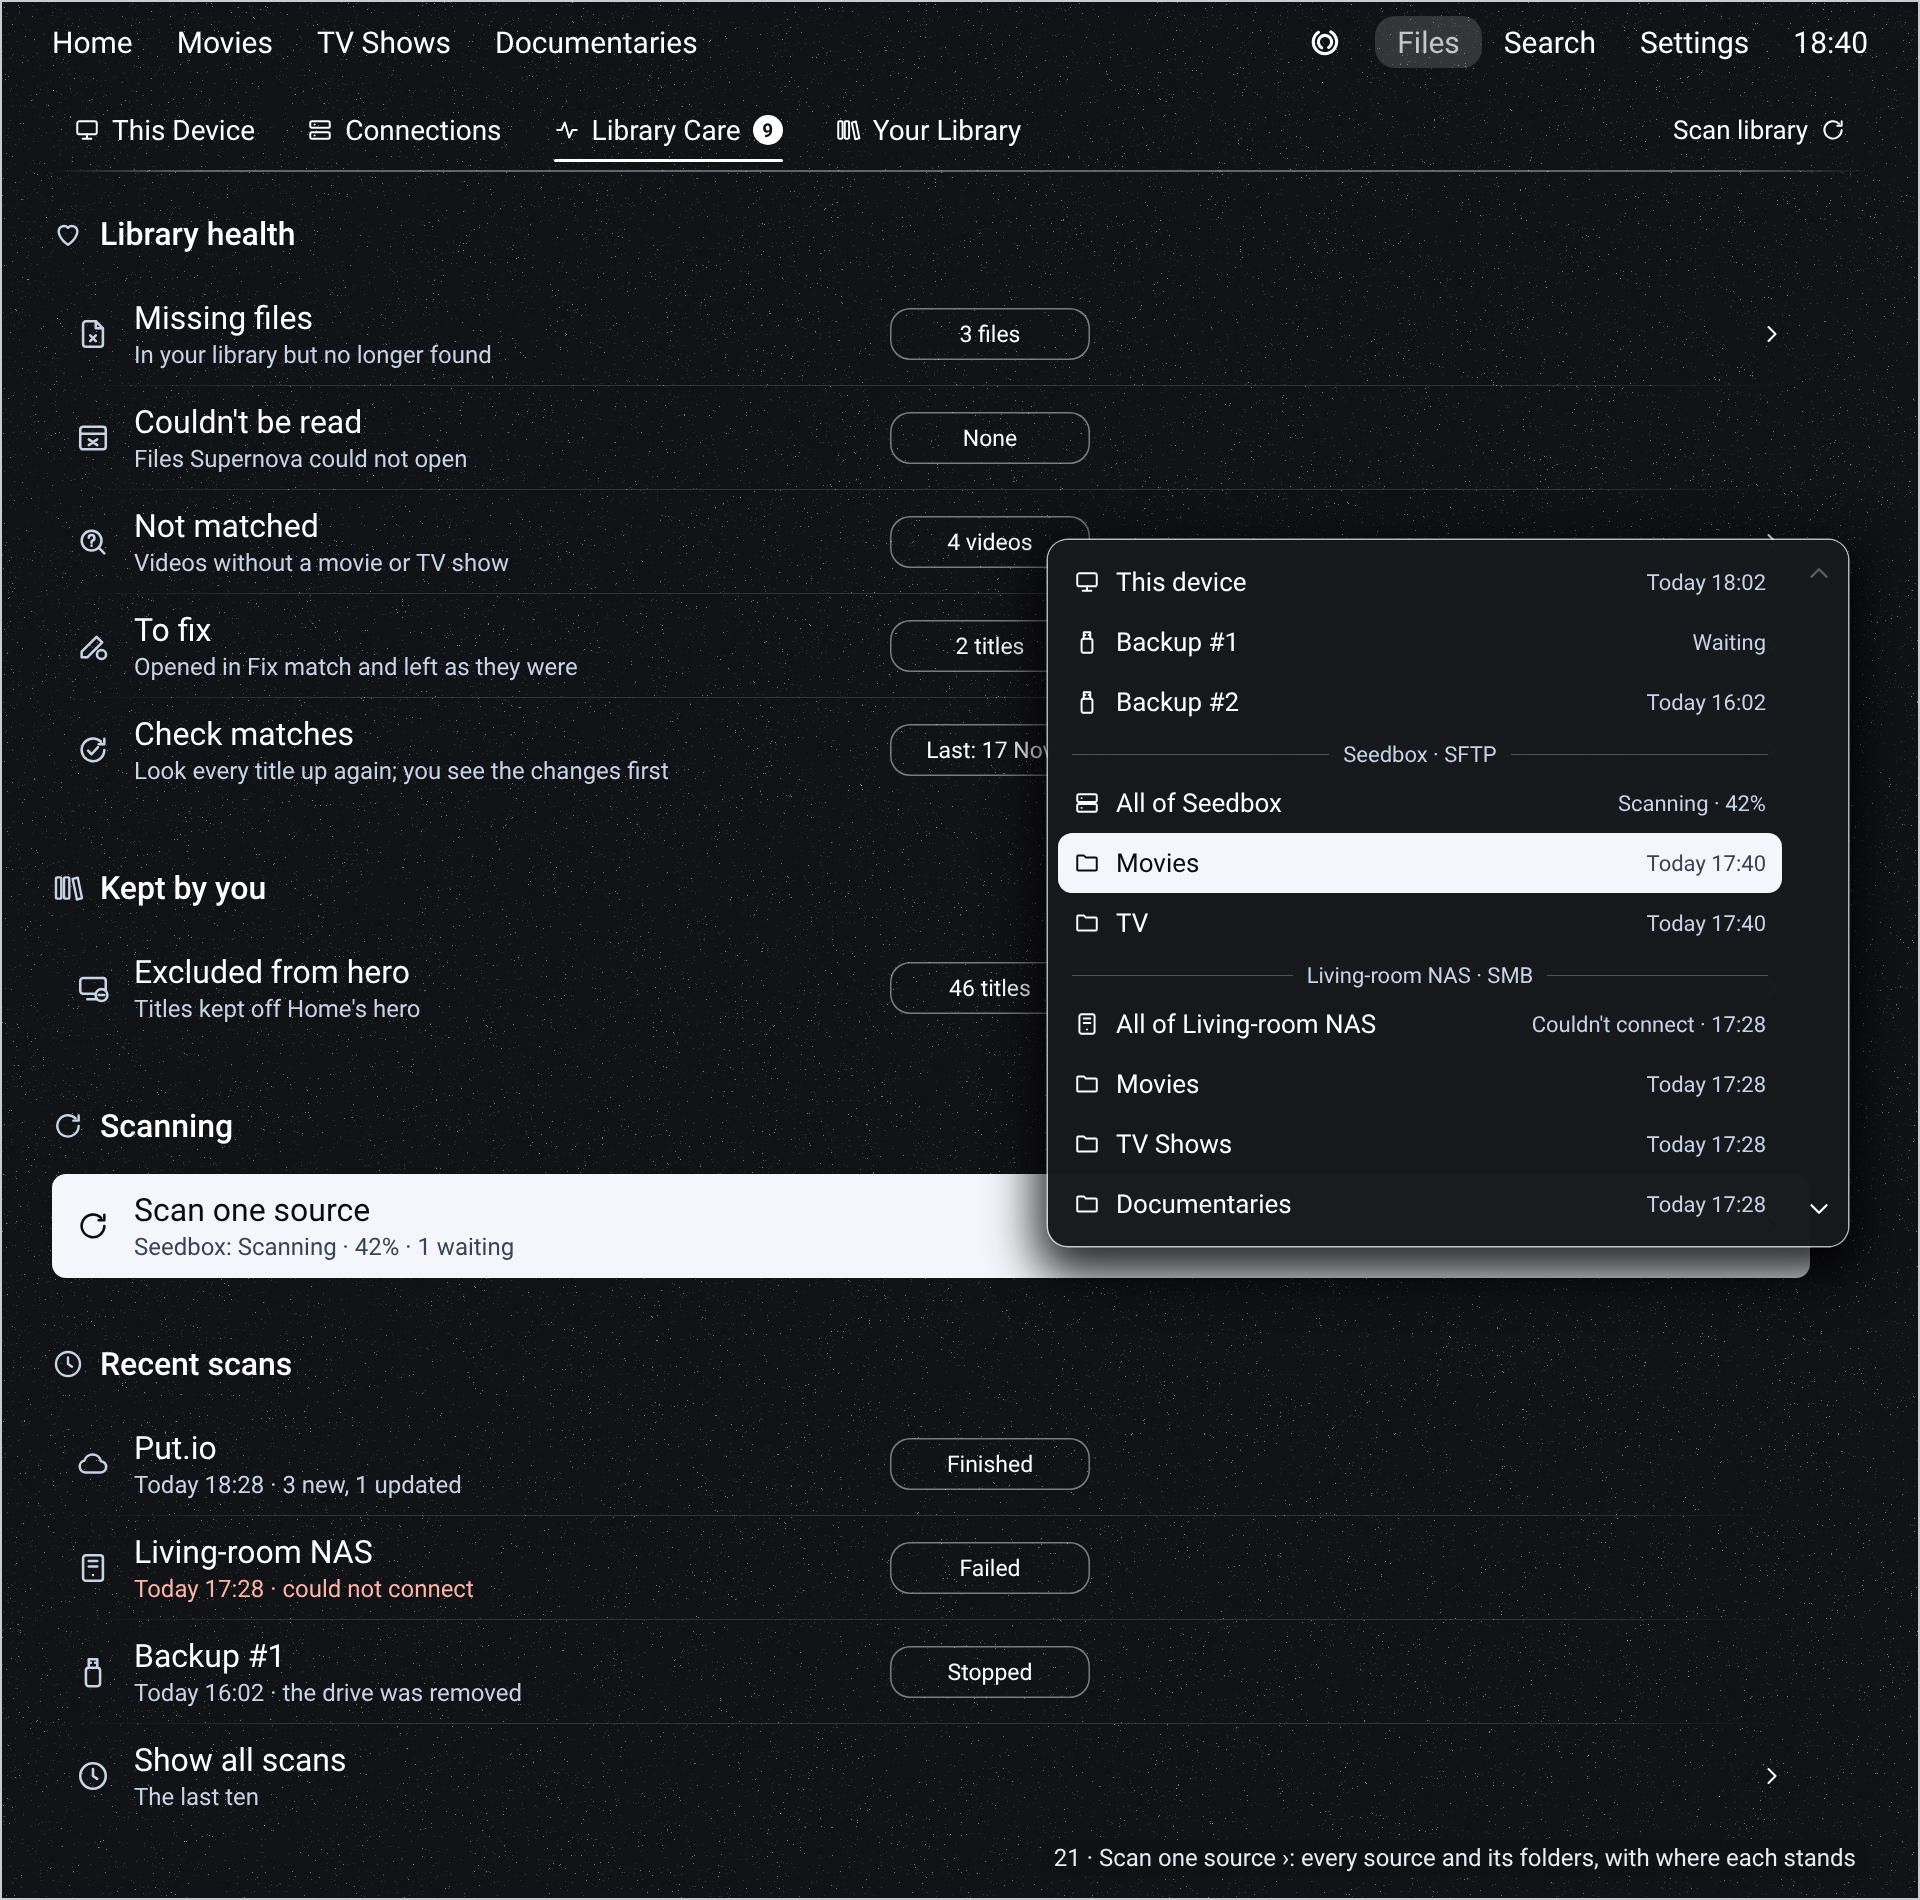 Home Movies TV Shows Documentaries Files Search Settings 18:40
This Device Connections Library Care 9 Your Library Scan library
Library health
Missing files
In your library but no longer found
3 files
Couldn't be read
Files Supernova could not open
None
Not matched
Videos without a movie or TV show
4 videos
To fix
Opened in Fix match and left as they were
2 titles
Check matches
Look every title up again; you see the changes first
Last: 17 Nov
Kept by you
Excluded from hero
Titles kept off Home's hero
46 titles
Scanning
Scan one source
Seedbox: Scanning · 42% · 1 waiting
This device Today 18:02
Backup #1 Waiting
Backup #2 Today 16:02
Seedbox · SFTP
All of Seedbox Scanning · 42%
Movies Today 17:40
TV Today 17:40
Living-room NAS · SMB
All of Living-room NAS Couldn't connect · 17:28
Movies Today 17:28
TV Shows Today 17:28
Documentaries Today 17:28
Recent scans
Put.io
Today 18:28 · 3 new, 1 updated
Finished
Living-room NAS
Today 17:28 · could not connect
Failed
Backup #1
Today 16:02 · the drive was removed
Stopped
Show all scans
The last ten
21 · Scan one source ›: every source and its folders, with where each stands